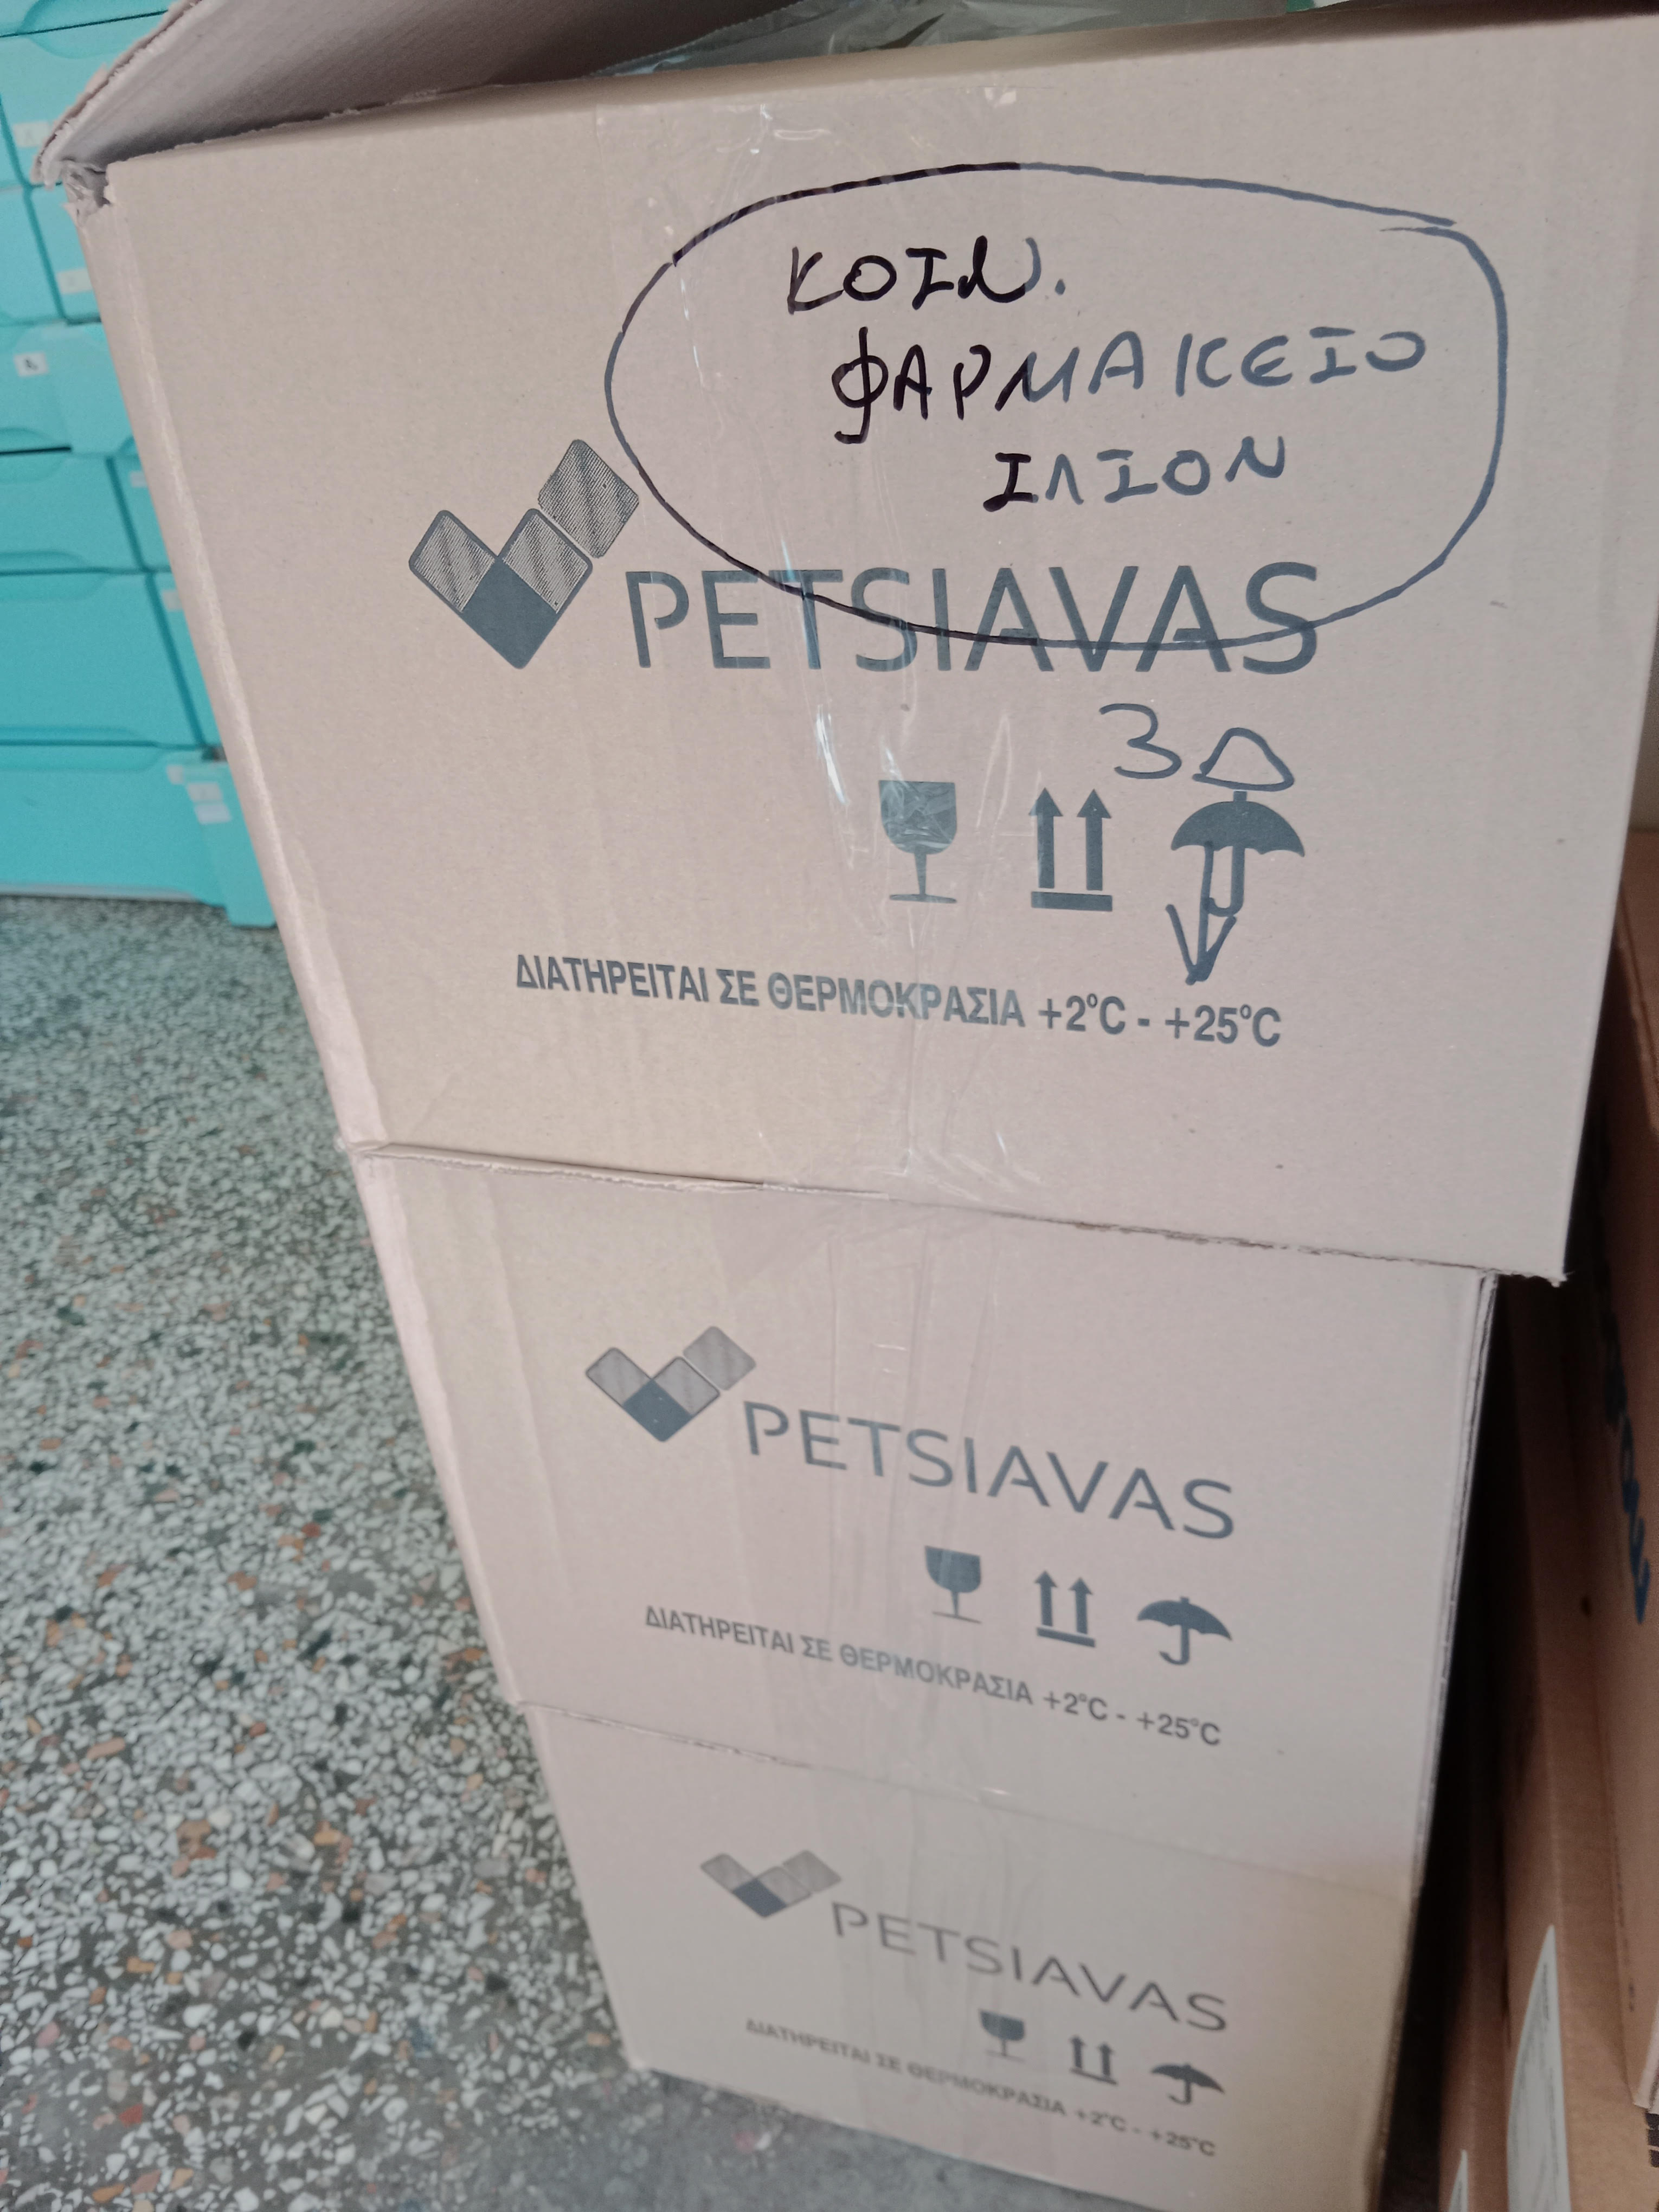 ΚΟΙΝ.
ΦΑΡΜΑΚΕΙΟ
ΙΛΙΟΝ
PETSIAVAS
3Δ
ΔΙΑΤΗΡΕΙΤΑΙ ΣΕ ΘΕΡΜΟΚΡΑΣΙΑ +2°C - +25°C
PETSIAVAS
ΔΙΑΤΗΡΕΙΤΑΙ ΣΕ ΘΕΡΜΟΚΡΑΣΙΑ +2°C - +25°C
PETSIAVAS
ΔΙΑΤΗΡΕΙΤΑΙ ΣΕ ΘΕΡΜΟΚΡΑΣΙΑ +2°C - +25°C